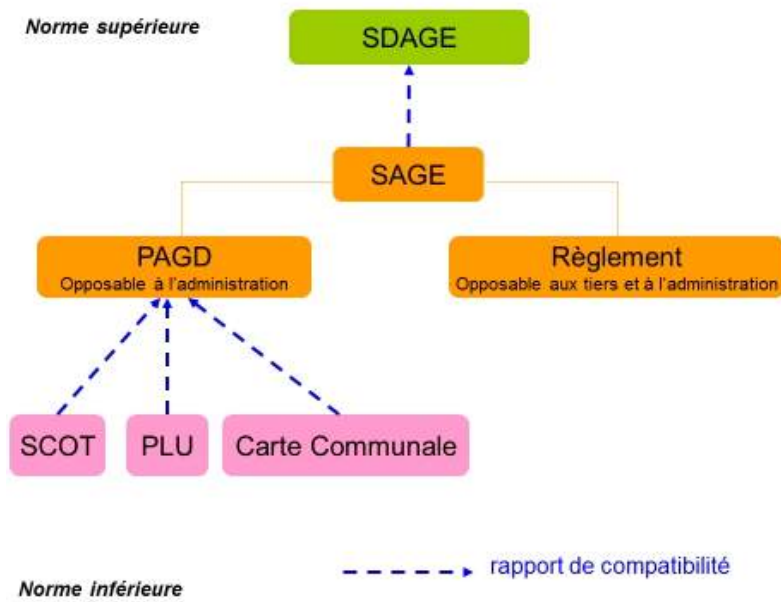 Norme supérieure
SDAGE
SAGE
PAGD
Opposable à l'administration
Règlement
Opposable aux tiers et à l'administration
SCOT
PLU
Carte Communale
rapport de compatibilité
Norme inférieure